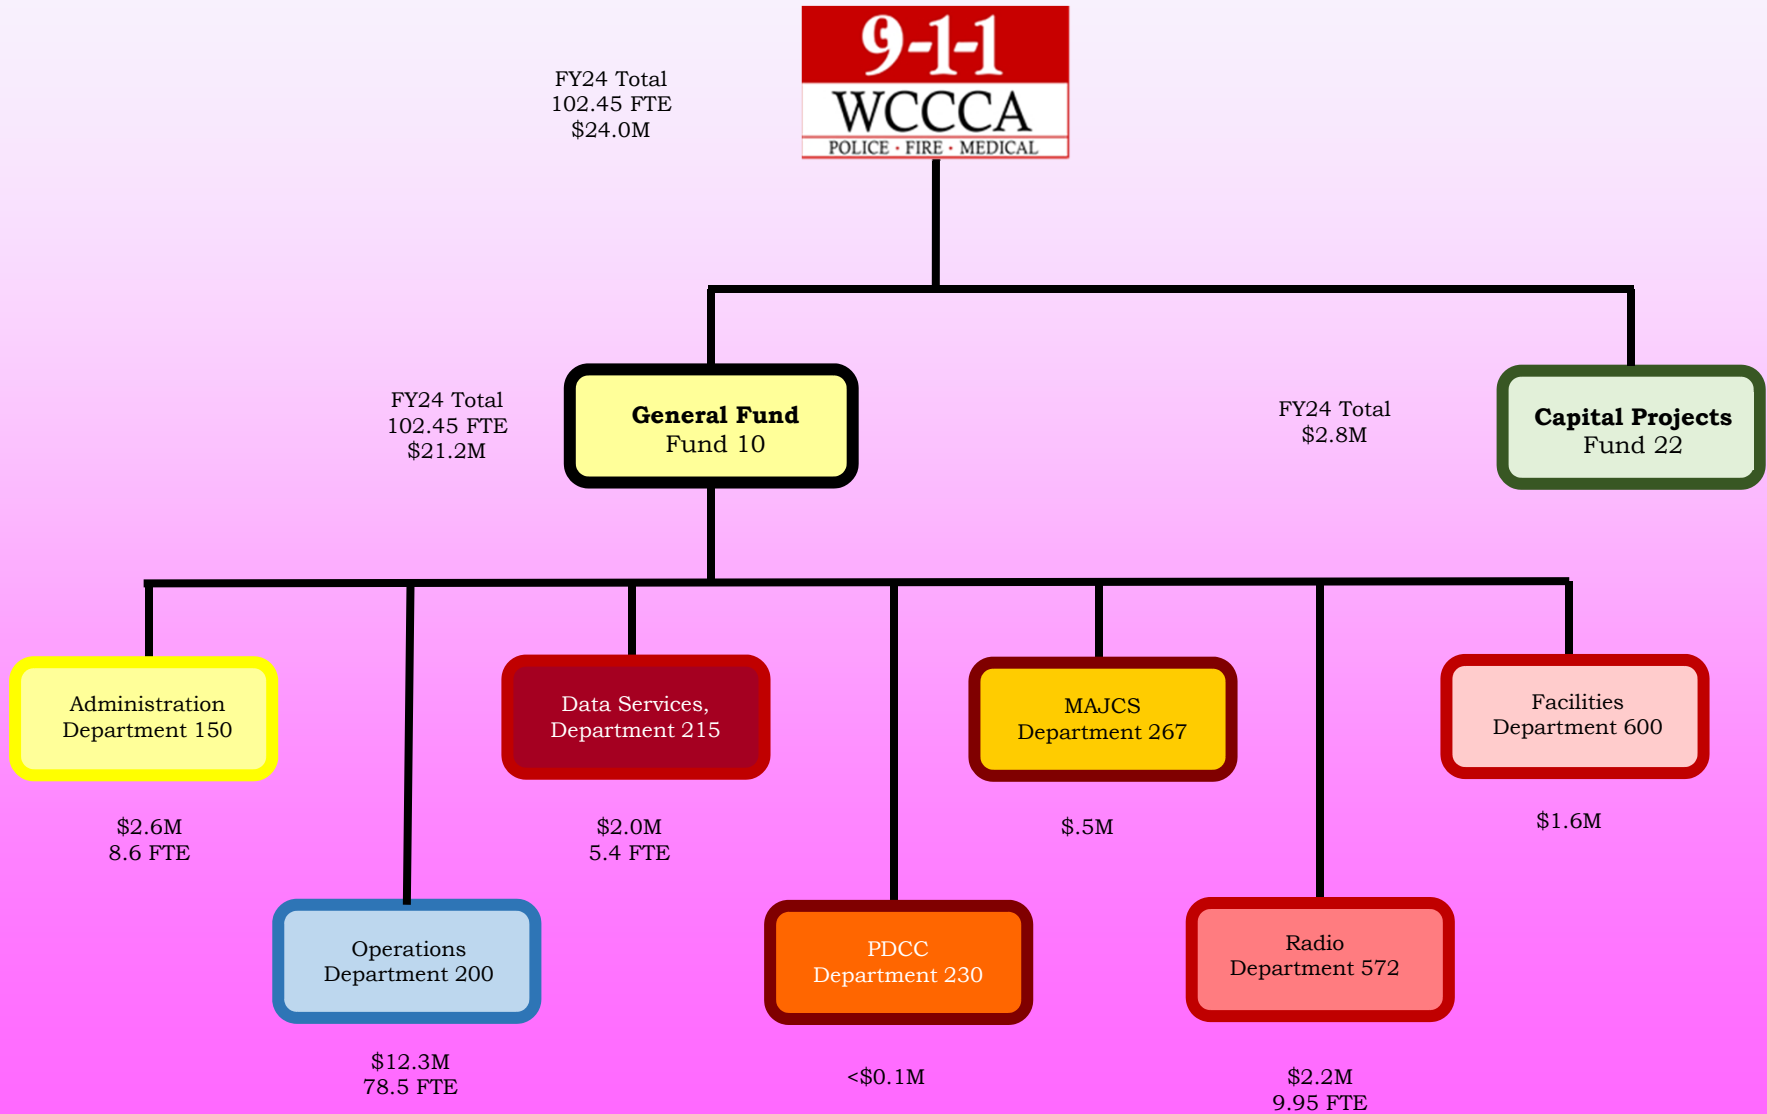 9-1-1
WCCCA
POLICE • FIRE • MEDICAL
FY24 Total
102.45 FTE
$24.0M
FY24 Total
102.45 FTE
$21.2M
General Fund
Fund 10
FY24 Total
$2.8M
Capital Projects
Fund 22
Administration
Department 150
$2.6M
8.6 FTE
Operations
Department 200
$12.3M
78.5 FTE
Data Services,
Department 215
$2.0M
5.4 FTE
PDCC
Department 230
<$0.1M
MAJCS
Department 267
$.5M
Radio
Department 572
$2.2M
9.95 FTE
Facilities
Department 600
$1.6M